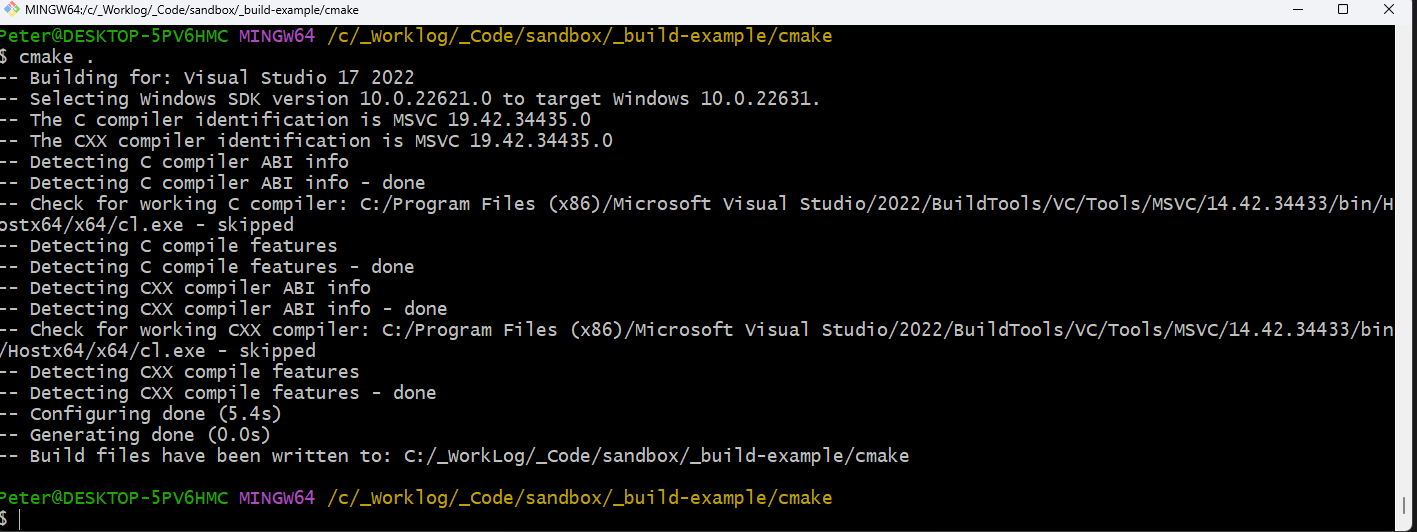 MINGW64:/c/_Worklog/_Code/sandbox/_build-example/cmake
Peter@DESKTOP-5PV6HMC MINGW64 /c/_Worklog/_Code/sandbox/_build-example/cmake
$ cmake .
-- Building for: Visual Studio 17 2022
-- Selecting Windows SDK version 10.0.22621.0 to target Windows 10.0.22631.
-- The C compiler identification is MSVC 19.42.34435.0
-- The CXX compiler identification is MSVC 19.42.34435.0
-- Detecting C compiler ABI info
-- Detecting C compiler ABI info - done
-- Check for working C compiler: C:/Program Files (x86)/Microsoft Visual Studio/2022/BuildTools/VC/Tools/MSVC/14.42.34433/bin/H
ostx64/x64/cl.exe - skipped
-- Detecting C compile features
-- Detecting C compile features - done
-- Detecting CXX compiler ABI info
-- Detecting CXX compiler ABI info - done
-- Check for working CXX compiler: C:/Program Files (x86)/Microsoft Visual Studio/2022/BuildTools/VC/Tools/MSVC/14.42.34433/bin
/Hostx64/x64/cl.exe - skipped
-- Detecting CXX compile features
-- Detecting CXX compile features - done
-- Configuring done (5.4s)
-- Generating done (0.0s)
-- Build files have been written to: C:/_WorkLog/_Code/sandbox/_build-example/cmake
Peter@DESKTOP-5PV6HMC MINGW64 /c/_Worklog/_Code/sandbox/_build-example/cmake
$